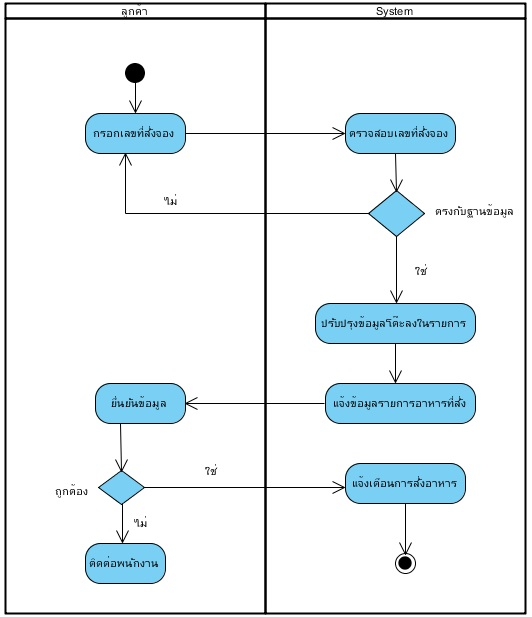 ลูกค้า
System
กรอกเลขที่สั่งจอง
ตรวจสอบเลขที่สั่งจอง
ไม่
ตรงกับฐานข้อมูล
ใช่
ปรับปรุงข้อมูลโต๊ะลงในรายการ
ยืนยันข้อมูล
แจ้งข้อมูลรายการอาหารที่สั่ง
ใช่
ถูกต้อง
แจ้งเตือนการสั่งอาหาร
ไม่
ติดต่อพนักงาน